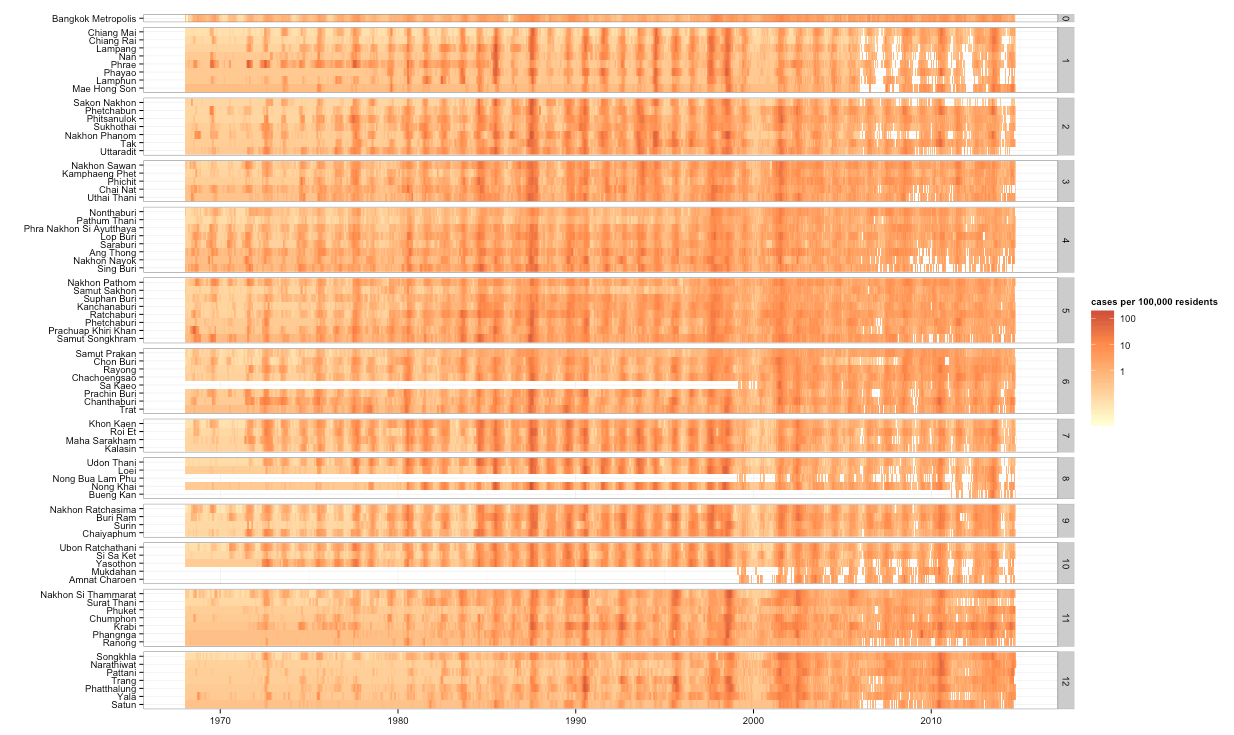 Bangkok Metropolis
0
Chiang Mai
Chiang Rai
Lampang
Nan
Phrae
Phayao
Lamphun
Mae Hong Son
1
Sakon Nakhon
Phetchabun
Phitsanulok
Sukhothai
Nakhon Phanom
Tak
Uttaradit
2
Nakhon Sawan
Kamphaeng Phet
Phichit
Chai Nat
Uthai Thani
3
Nonthaburi
Pathum Thani
Phra Nakhon Si Ayutthaya
Lop Buri
Saraburi
Ang Thong
Nakhon Nayok
Sing Buri
4
Nakhon Pathom
Samut Sakhon
Suphan Buri
Kanchanaburi
Ratchaburi
Phetchaburi
Prachuap Khiri Khan
Samut Songkhram
5
Samut Prakan
Chon Buri
Rayong
Chachoengsao
Sa Kaeo
Prachin Buri
Chanthaburi
Trat
6
Khon Kaen
Roi Et
Maha Sarakham
Kalasin
7
Udon Thani
Loei
Nong Bua Lam Phu
Nong Khai
Bueng Kan
8
Nakhon Ratchasima
Buri Ram
Surin
Chaiyaphum
9
Ubon Ratchathani
Si Sa Ket
Yasothon
Mukdahan
Amnat Charoen
10
Nakhon Si Thammarat
Surat Thani
Phuket
Chumphon
Krabi
Phangnga
Ranong
11
Songkhla
Narathiwat
Pattani
Trang
Phatthalung
Yala
Satun
12
1970
1980
1990
2000
2010
cases per 100,000 residents
100
10
1